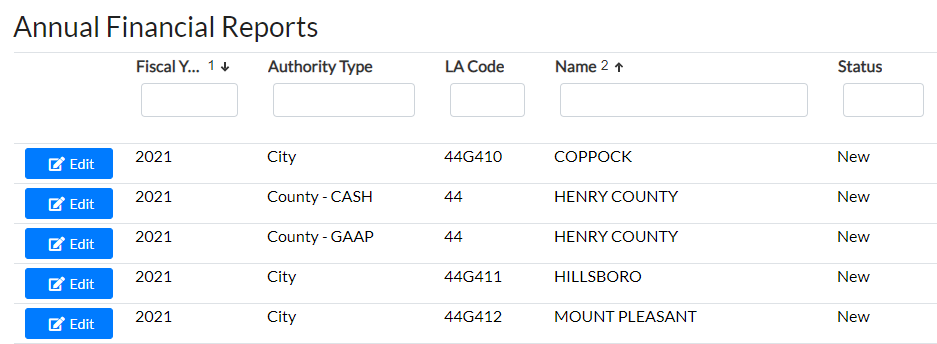 Annual Financial Reports
Fiscal Y... 1 ↓ Authority Type LA Code Name 2 ↑ Status
Edit 2021 City 44G410 COPPOCK New
Edit 2021 County - CASH 44 HENRY COUNTY New
Edit 2021 County - GAAP 44 HENRY COUNTY New
Edit 2021 City 44G411 HILLSBORO New
Edit 2021 City 44G412 MOUNT PLEASANT New